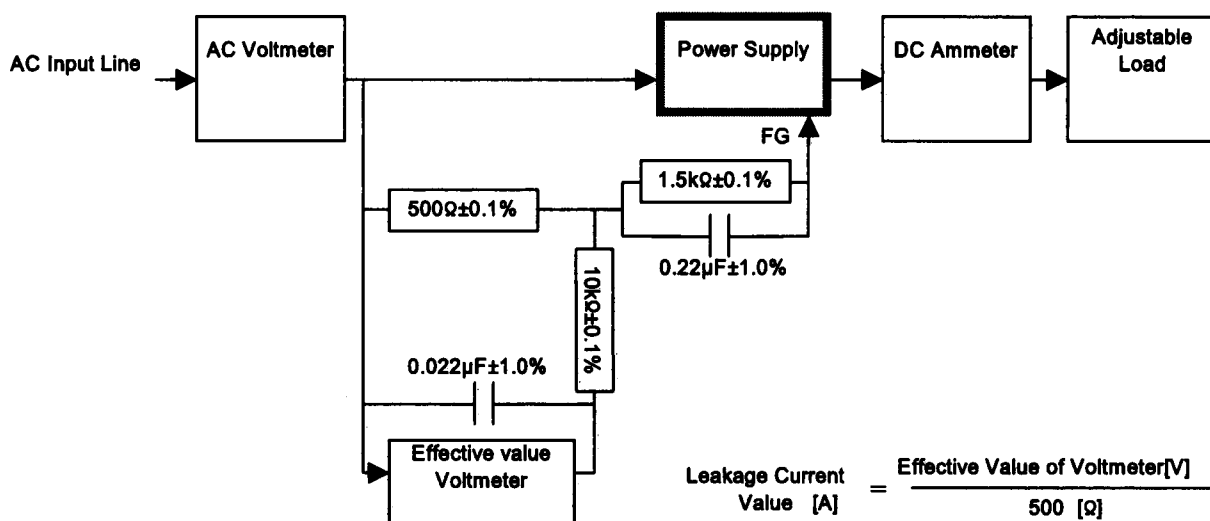 AC Input Line
AC Voltmeter
Power Supply
DC Ammeter
Adjustable
Load
FG
1.5kΩ±0.1%
500Ω±0.1%
0.22µF±1.0%
10kΩ±0.1%
0.022µF±1.0%
Effective value
Voltmeter
Leakage Current
Value [A]
=
Effective Value of Voltmeter[V]
500 [Ω]